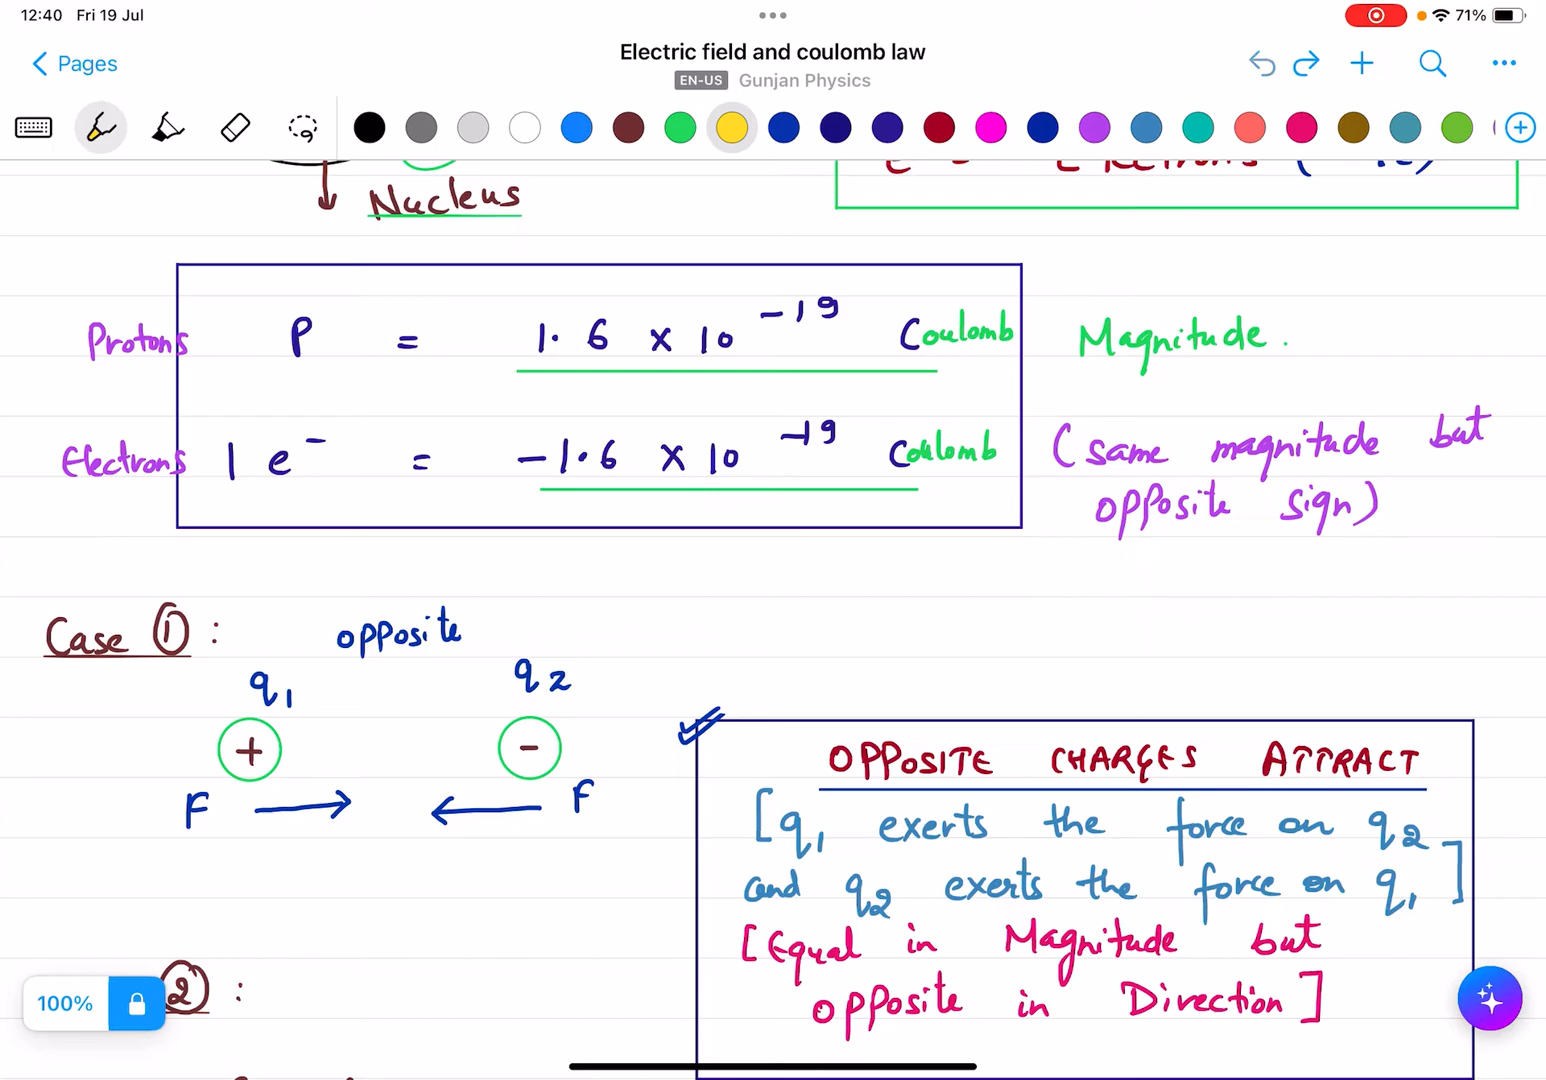 12:40 Fri 19 Jul
71%
Pages
Electric field and coulomb law
EN-US Gunjan Physics
Nucleus
Protons P = 1.6 x 10^-19 Coulomb Magnitude.
Electrons 1 e^- = -1.6 x 10^-19 Coulomb (same magnitude but
opposite sign)
Case ① : opposite
q1 q2
+ -
F → ← F
OPPOSITE CHARGES ATTRACT
[q1 exerts the force on q2
and q2 exerts the force on q1]
[Equal in Magnitude but
opposite in Direction]
② :
100%